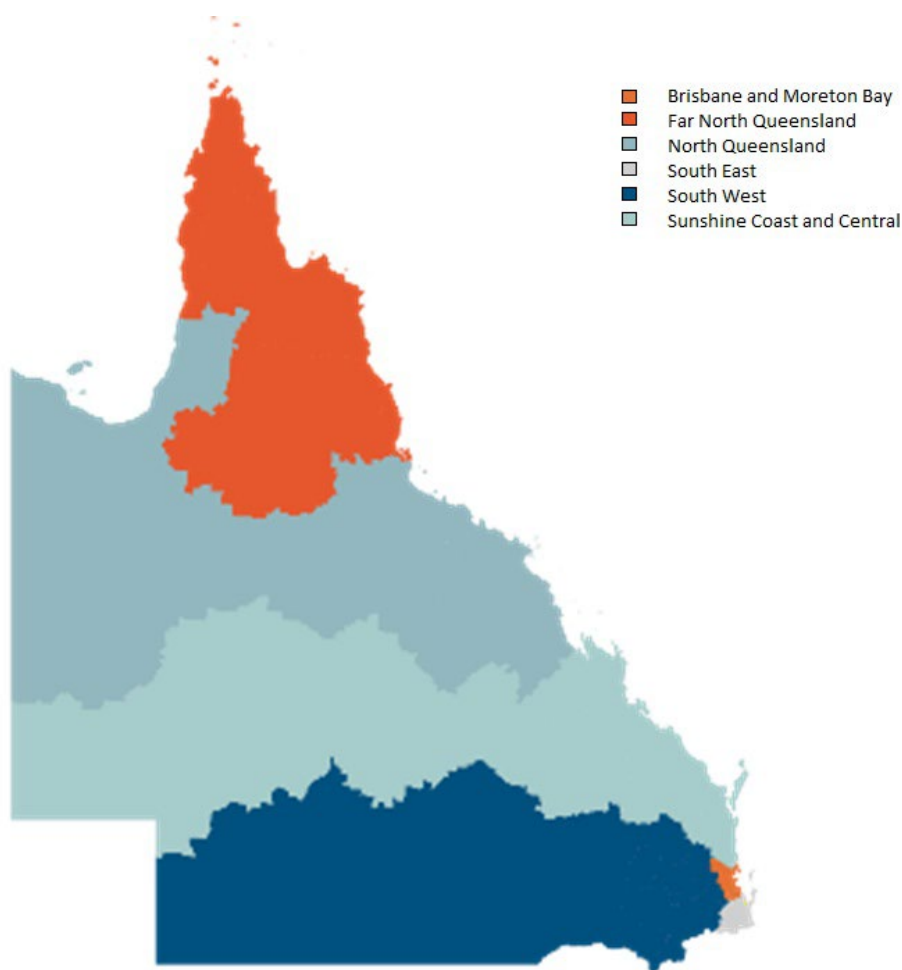 Brisbane and Moreton Bay
Far North Queensland
North Queensland
South East
South West
Sunshine Coast and Central